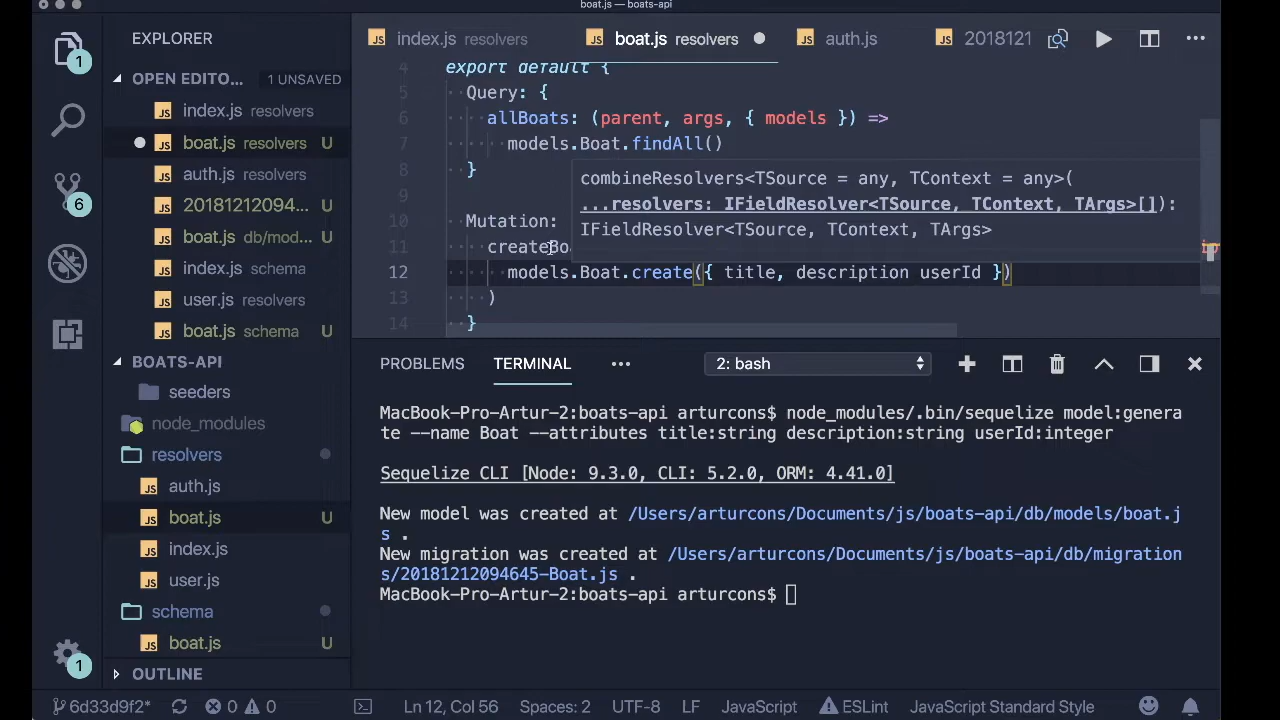 boat.js — boats-api
EXPLORER
OPEN EDITO... 1 UNSAVED
index.js resolvers
boat.js resolvers U
auth.js resolvers
20181212094... U
boat.js db/mod... U
index.js schema
user.js schema
boat.js schema U
BOATS-API
seeders
node_modules
resolvers
auth.js
boat.js U
index.js
user.js
schema
boat.js U
OUTLINE
1
6
1
JS index.js resolvers
JS boat.js resolvers
JS auth.js
JS 2018121
4 export default {
5 Query: {
6 allBoats: (parent, args, { models }) =>
7 models.Boat.findAll()
8 }
9
10 Mutation:
11 createBoa
12 models.Boat.create({ title, description userId })
13 )
14 }
combineResolvers<TSource = any, TContext = any>(
...resolvers: IFieldResolver<TSource, TContext, TArgs>[]):
IFieldResolver<TSource, TContext, TArgs>
PROBLEMS TERMINAL ... 2: bash
MacBook-Pro-Artur-2:boats-api arturcons$ node_modules/.bin/sequelize model:genera
te --name Boat --attributes title:string description:string userId:integer
Sequelize CLI [Node: 9.3.0, CLI: 5.2.0, ORM: 4.41.0]
New model was created at /Users/arturcons/Documents/js/boats-api/db/models/boat.j
s .
New migration was created at /Users/arturcons/Documents/js/boats-api/db/migration
s/20181212094645-Boat.js .
MacBook-Pro-Artur-2:boats-api arturcons$
6d33d9f2* 0 0 Ln 12, Col 56 Spaces: 2 UTF-8 LF JavaScript ESLint JavaScript Standard Style